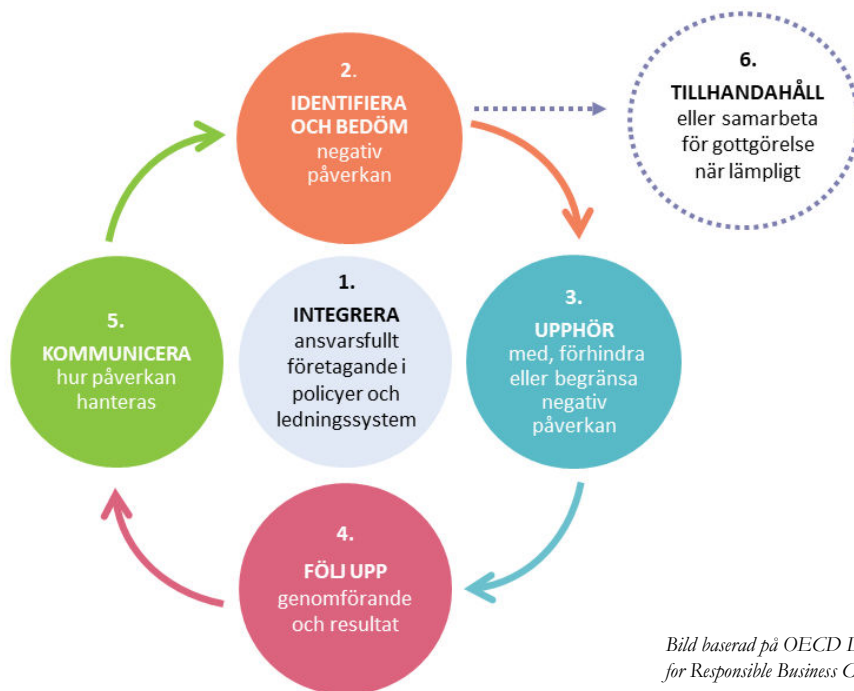 1.
INTEGRERA
ansvarsfullt
företagande i
policyer och
ledningssystem
2.
IDENTIFIERA
OCH BEDÖM
negativ
påverkan
3.
UPPHÖR
med, förhindra
eller begränsa
negativ
påverkan
4.
FÖLJ UPP
genomförande
och resultat
5.
KOMMUNICERA
hur påverkan
hanteras
6.
TILLHANDAHÅLL
eller samarbeta
för gottgörelse
när lämpligt
Bild baserad på OECD
for Responsible Business